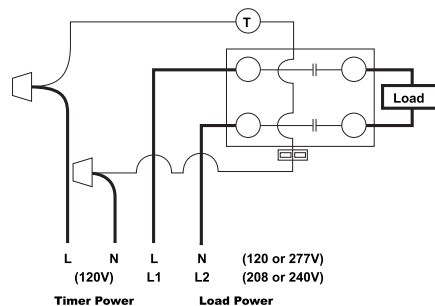 T
Load
L N L N (120 or 277V)
(120V) L1 L2 (208 or 240V)
Timer Power Load Power